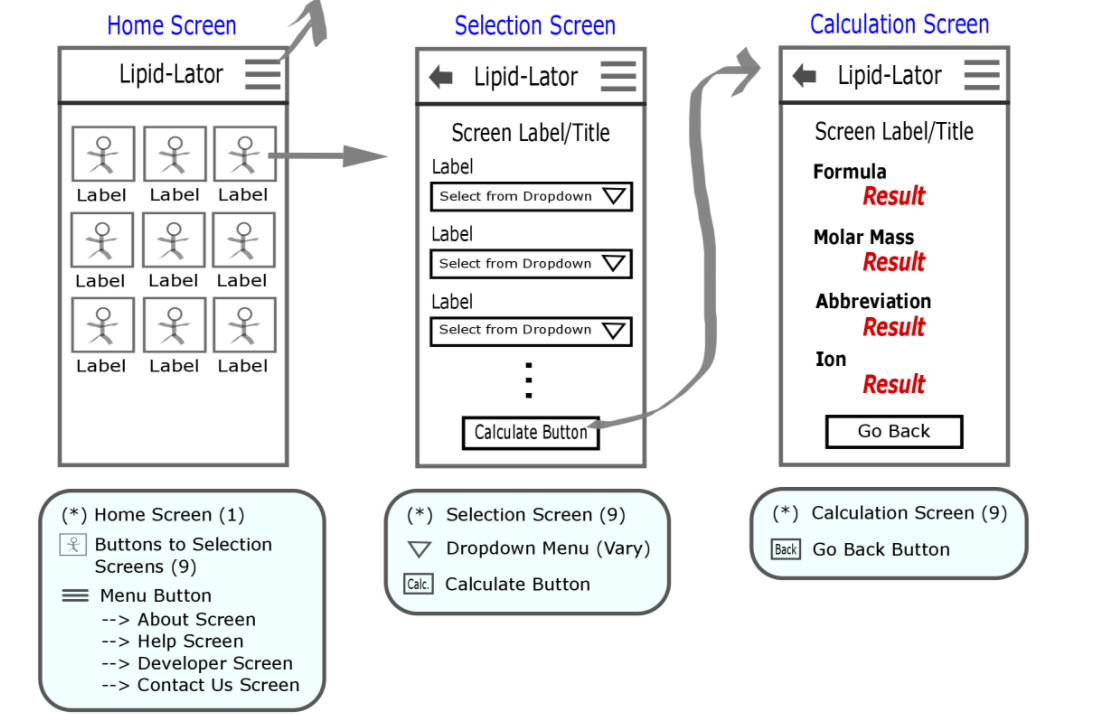 Home Screen
Lipid-Lator
Label Label Label
Label Label Label
Label Label Label
(*) Home Screen (1)
Buttons to Selection
Screens (9)
Menu Button
--> About Screen
--> Help Screen
--> Developer Screen
--> Contact Us Screen
Selection Screen
Lipid-Lator
Screen Label/Title
Label
Select from Dropdown
Label
Select from Dropdown
Label
Select from Dropdown
Calculate Button
(*) Selection Screen (9)
Dropdown Menu (Vary)
Calc. Calculate Button
Calculation Screen
Lipid-Lator
Screen Label/Title
Formula
Result
Molar Mass
Result
Abbreviation
Result
Ion
Result
Go Back
(*) Calculation Screen (9)
Back Go Back Button